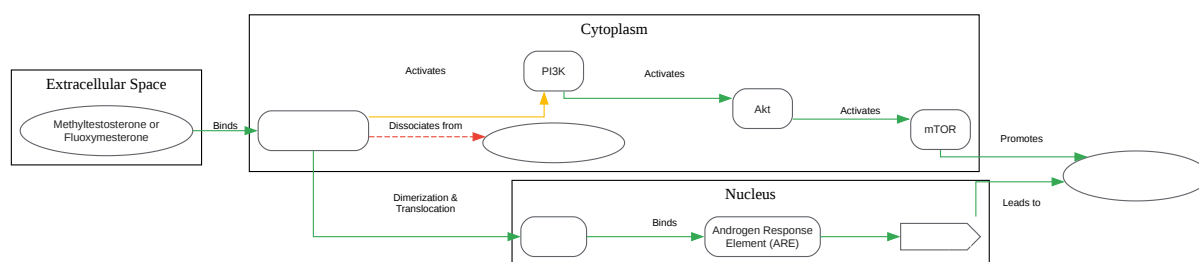 Cytoplasm
Extracellular Space
Methyltestosterone or
Fluoxymesterone
Binds
Activates
PI3K
Activates
Akt
Activates
mTOR
Dissociates from
Promotes
Dimerization &
Translocation
Nucleus
Binds
Androgen Response
Element (ARE)
Leads to